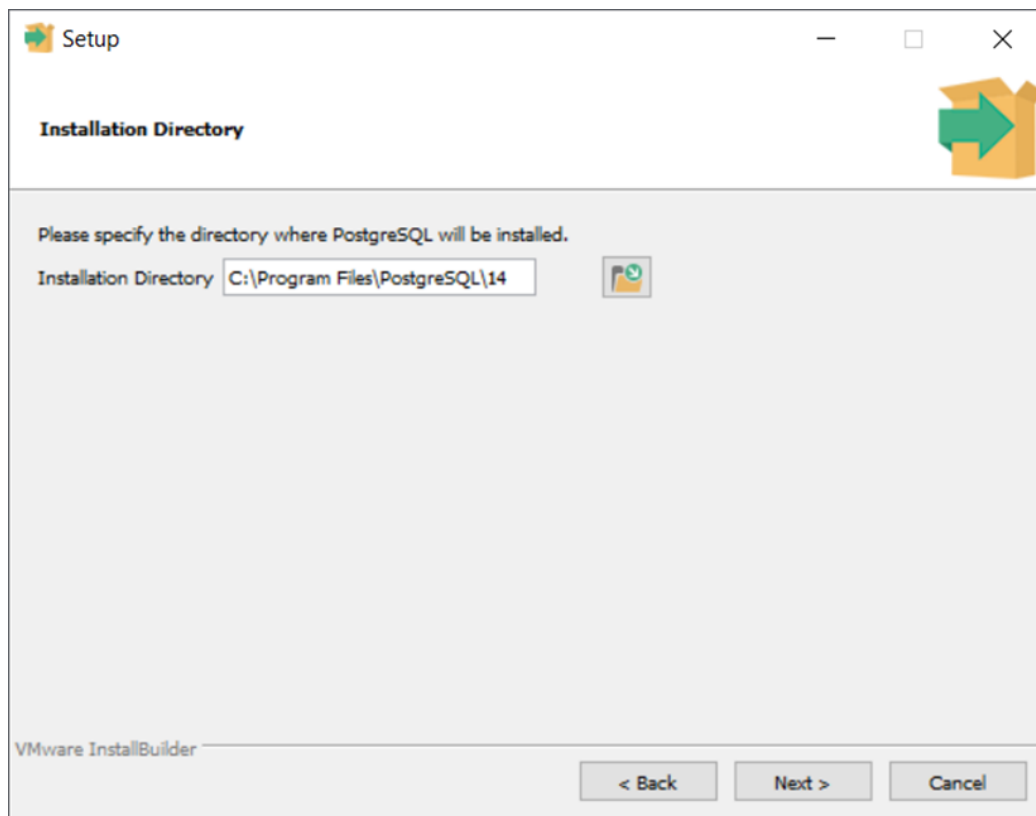 Setup
Installation Directory
Please specify the directory where PostgreSQL will be installed.
Installation Directory C:\Program Files\PostgreSQL\14
VMware InstallBuilder
< Back Next > Cancel